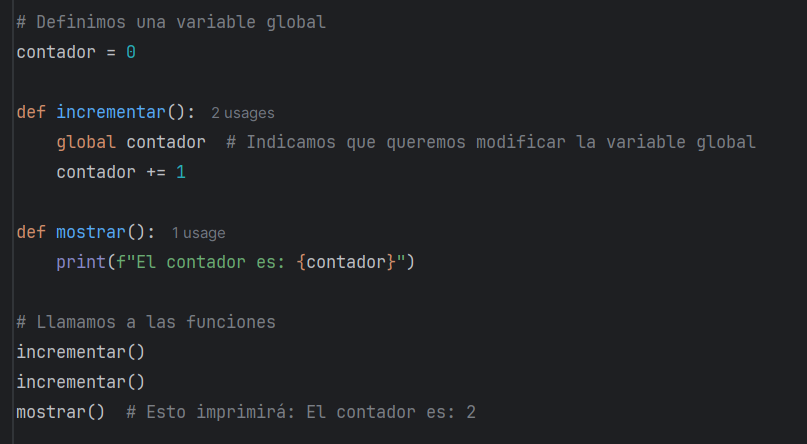 # Definimos una variable global
contador = 0
def incrementar(): 2 usages
    global contador  # Indicamos que queremos modificar la variable global
    contador += 1
def mostrar(): 1 usage
    print(f"El contador es: {contador}")
# Llamamos a las funciones
incrementar()
incrementar()
mostrar()  # Esto imprimirá: El contador es: 2